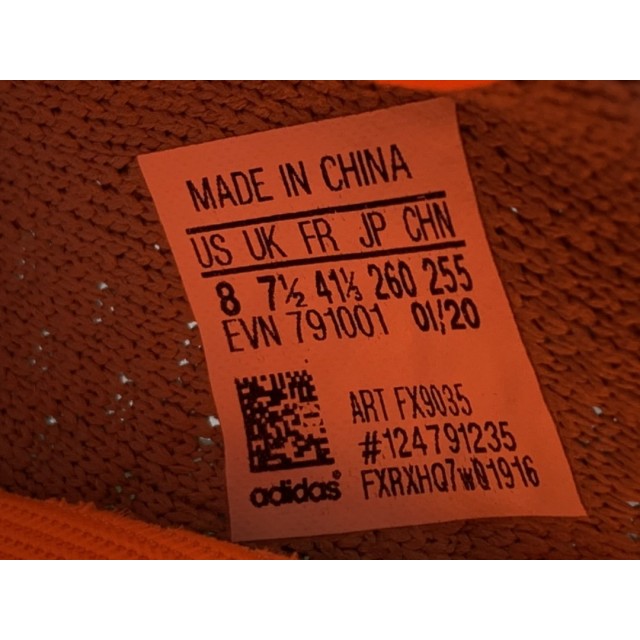 MADE IN CHINA
US UK FR JP CHN
8 7½ 41⅓ 260 255
EVN 791001 01/20
ART FX9035
#124791235
FXRXHQ7W01916
adidas®